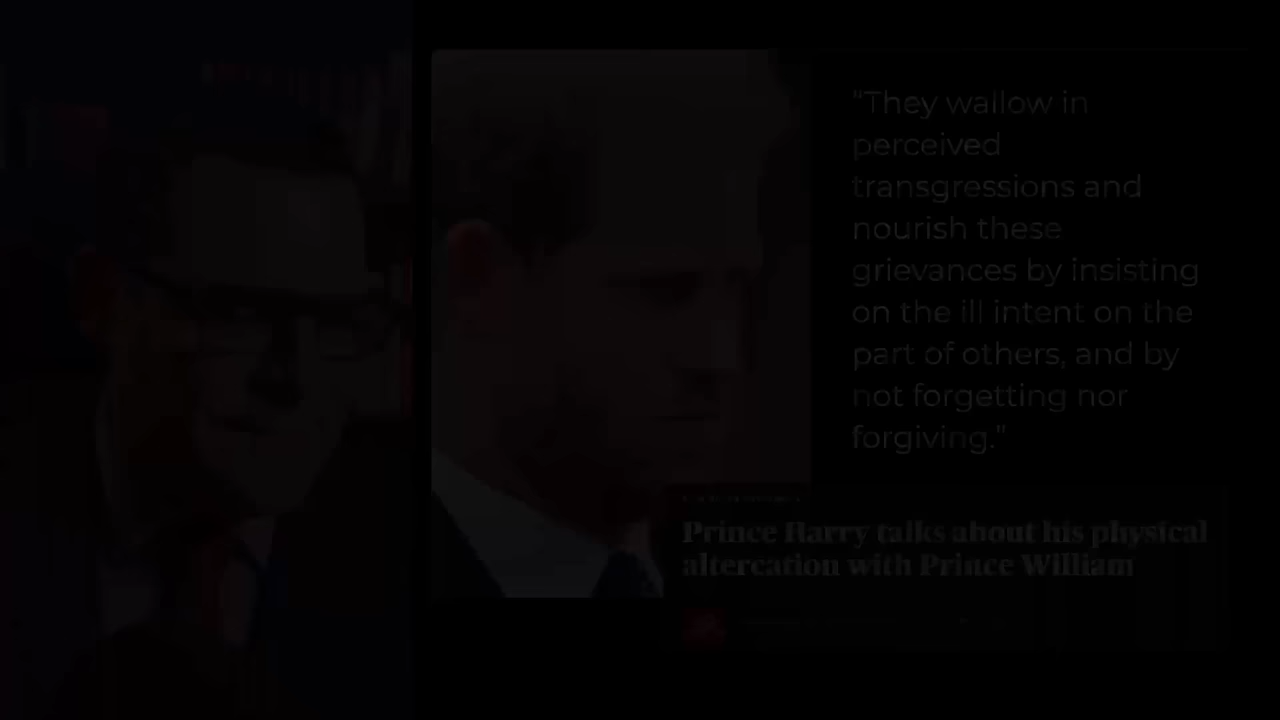 "They wallow in
perceived
transgressions and
nourish these
grievances by insisting
on the ill intent on the
part of others, and by
not forgetting nor
forgiving."
Prince Harry talks about his physical
altercation with Prince William